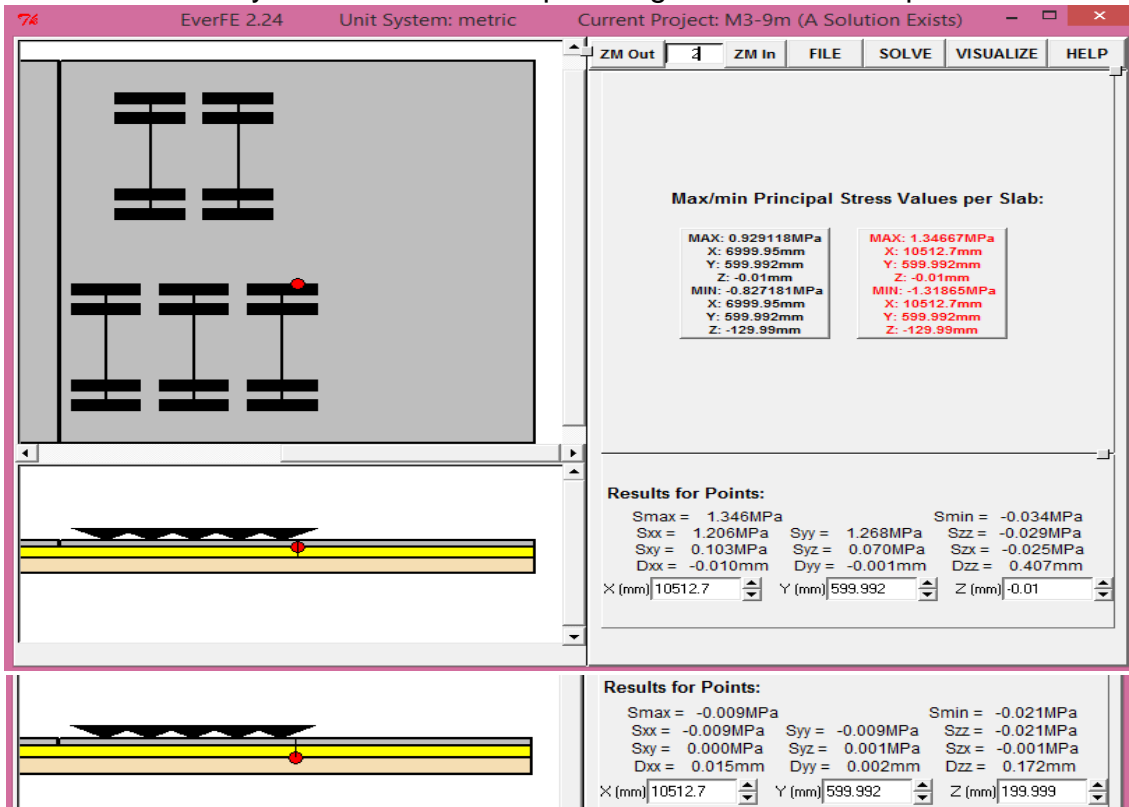 EverFE 2.24 Unit System: metric Current Project: M3-9m (A Solution Exists)
ZM Out 2 ZM In FILE SOLVE VISUALIZE HELP
Max/min Principal Stress Values per Slab:
MAX: 0.929118MPa
X: 6999.95mm
Y: 599.992mm
Z: -0.01mm
MIN: -0.827181MPa
X: 6999.95mm
Y: 599.992mm
Z: -129.99mm
MAX: 1.34667MPa
X: 10512.7mm
Y: 599.992mm
Z: -0.01mm
MIN: -1.31865MPa
X: 10512.7mm
Y: 599.992mm
Z: -129.99mm
Results for Points:
Smax = 1.346MPa Smin = -0.034MPa
Sxx = 1.206MPa Syy = 1.268MPa Szz = -0.029MPa
Sxy = 0.103MPa Syz = 0.070MPa Szx = -0.025MPa
Dxx = -0.010mm Dyy = -0.001mm Dzz = 0.407mm
X (mm) 10512.7 Y (mm) 599.992 Z (mm) -0.01
Results for Points:
Smax = -0.009MPa Smin = -0.021MPa
Sxx = -0.009MPa Syy = -0.009MPa Szz = -0.021MPa
Sxy = 0.000MPa Syz = 0.001MPa Szx = -0.001MPa
Dxx = 0.015mm Dyy = 0.002mm Dzz = 0.172mm
X (mm) 10512.7 Y (mm) 599.992 Z (mm) 199.999